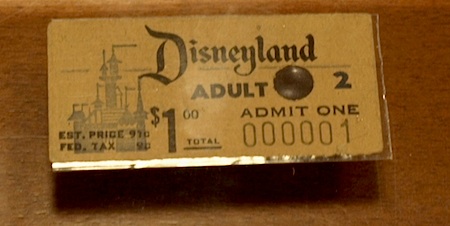 Disneyland
ADULT 2
$1.00 TOTAL
ADMIT ONE
000001
EST. PRICE 91¢
FED. TAX 9¢